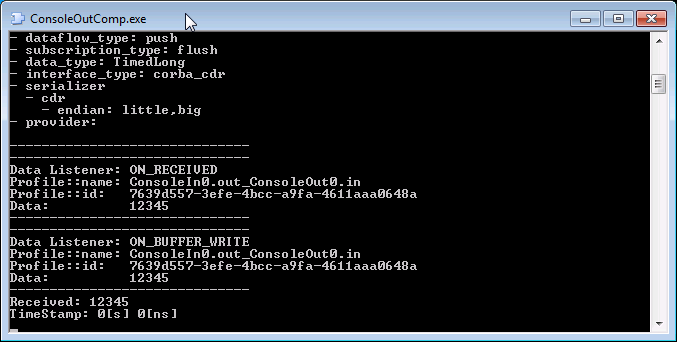 ConsoleOutComp.exe
- dataflow_type: push
- subscription_type: flush
- data_type: TimedLong
- interface_type: corba_cdr
- serializer
  - cdr
    - endian: little,big
- provider:
------------------------------
------------------------------
Data Listener: ON_RECEIVED
Profile::name: ConsoleIn0.out_ConsoleOut0.in
Profile::id:   7639d557-3efe-4bcc-a9fa-4611aaa0648a
Data:          12345
------------------------------
------------------------------
Data Listener: ON_BUFFER_WRITE
Profile::name: ConsoleIn0.out_ConsoleOut0.in
Profile::id:   7639d557-3efe-4bcc-a9fa-4611aaa0648a
Data:          12345
------------------------------
Received: 12345
TimeStamp: 0[s] 0[ns]